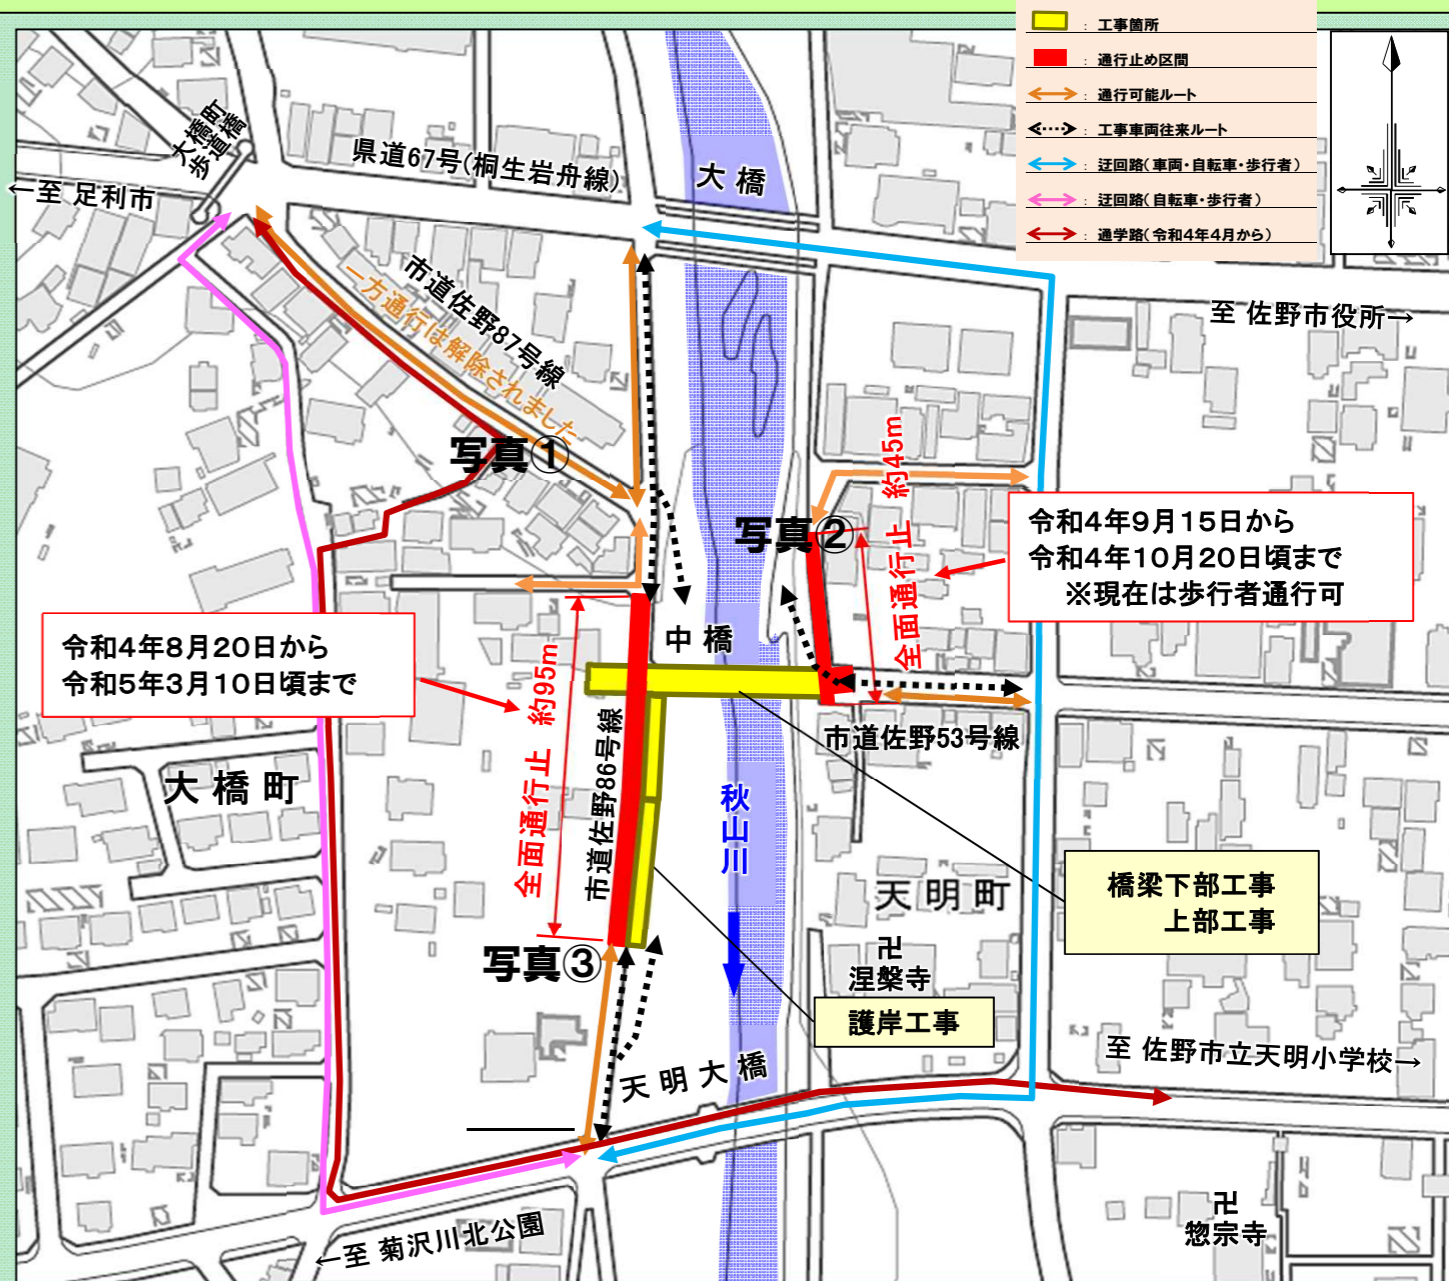 ： 工事箇所
： 通行止め区間
： 通行可能ルート
： 工事車両往来ルート
： 迂回路（車両・自転車・歩行者）
： 迂回路（自転車・歩行者）
： 通学路（令和4年4月から）
大橋町
歩道橋
県道67号(桐生岩舟線)
大橋
←至 足利市
市道佐野87号線
一方通行は解除されました
至 佐野市役所→
写真①
写真②
全面通行止 約45m
令和4年9月15日から
令和4年10月20日頃まで
※現在は歩行者通行可
令和4年8月20日から
令和5年3月10日頃まで
中橋
全面通行止 約95m
市道佐野86号線
市道佐野53号線
大橋町
秋山川
天明町
橋梁下部工事
上部工事
卍
涅槃寺
写真③
護岸工事
天明大橋
至 佐野市立天明小学校→
卍
惣宗寺
←至 菊沢川北公園